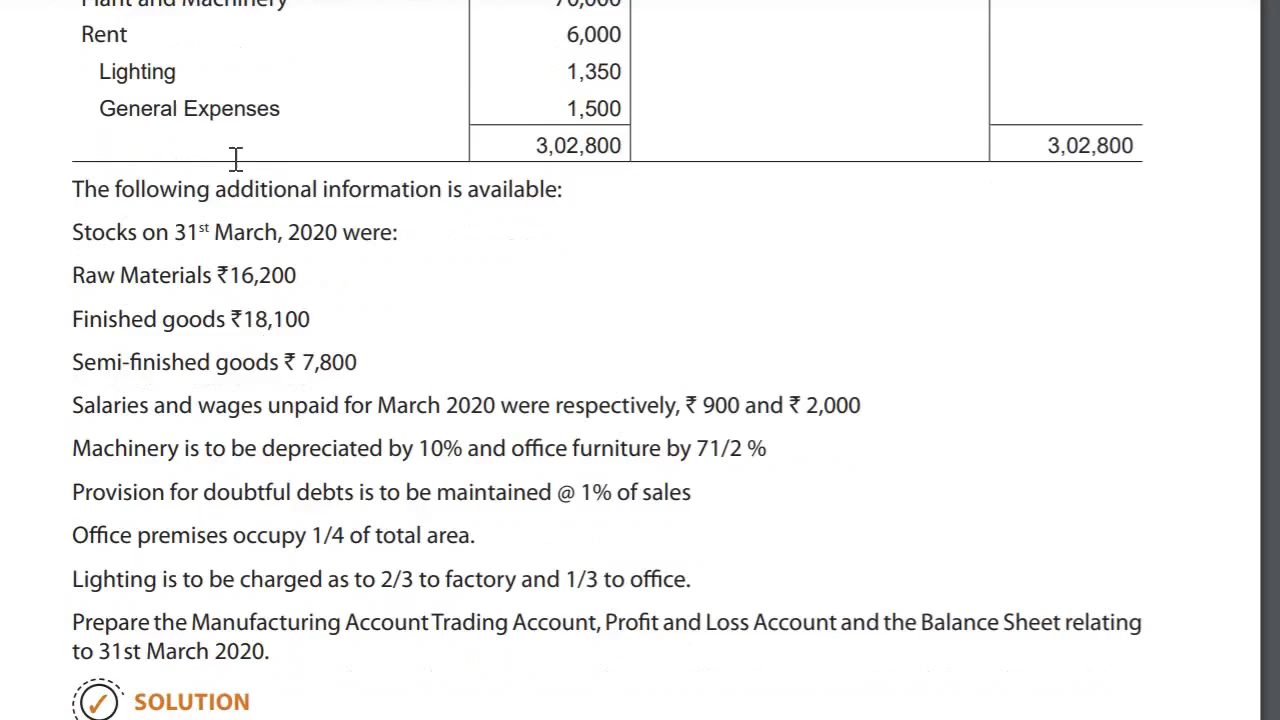 Plant and Machinery 70,000
Rent 6,000
Lighting 1,350
General Expenses 1,500
3,02,800 3,02,800
The following additional information is available:
Stocks on 31st March, 2020 were:
Raw Materials ₹16,200
Finished goods ₹18,100
Semi-finished goods ₹ 7,800
Salaries and wages unpaid for March 2020 were respectively, ₹ 900 and ₹ 2,000
Machinery is to be depreciated by 10% and office furniture by 71/2 %
Provision for doubtful debts is to be maintained @ 1% of sales
Office premises occupy 1/4 of total area.
Lighting is to be charged as to 2/3 to factory and 1/3 to office.
Prepare the Manufacturing Account Trading Account, Profit and Loss Account and the Balance Sheet relating
to 31st March 2020.
SOLUTION